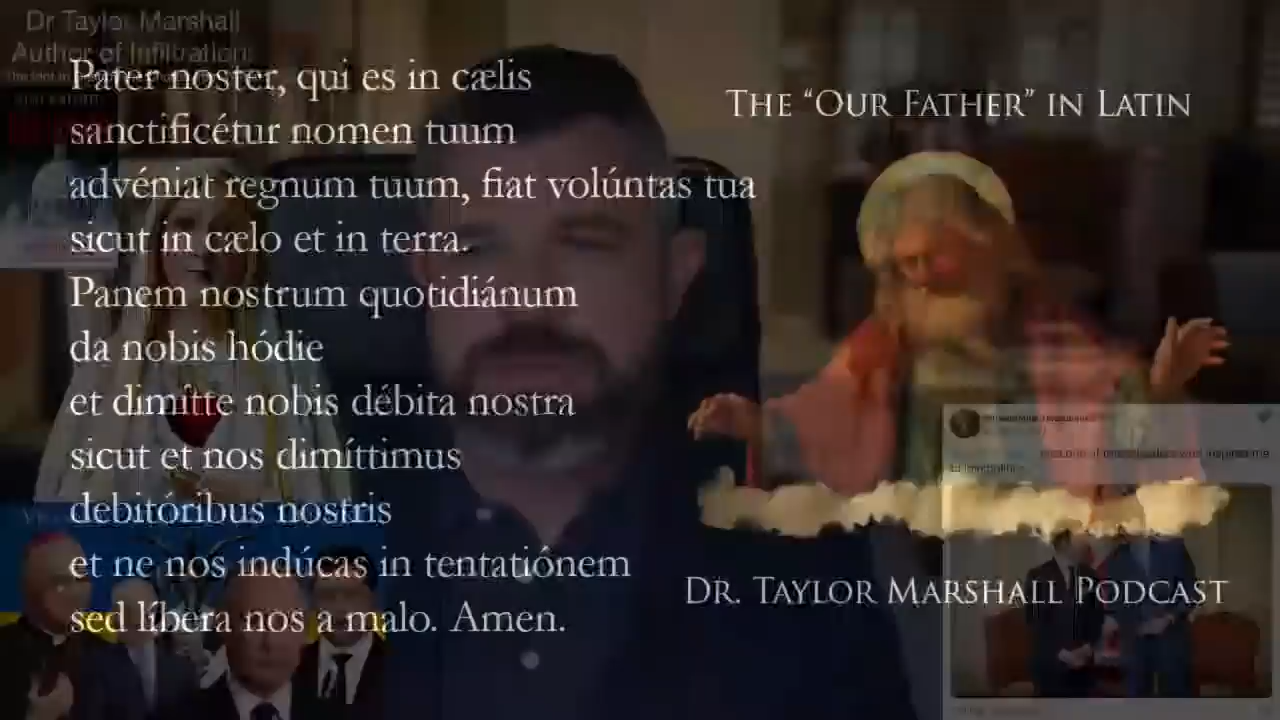 Dr Taylor Marshall
Author of Infiltration:
Pater noster, qui es in cælis
sanctificétur nomen tuum
advéniat regnum tuum, fiat volúntas tua
sicut in cælo et in terra.
Panem nostrum quotidiánum
da nobis hódie
et dimítte nobis débita nostra
sicut et nos dimíttimus
debitóribus nostris
et ne nos indúcas in tentatiónem
sed líbera nos a malo. Amen.
THE “OUR FATHER” IN LATIN
DR. TAYLOR MARSHALL PODCAST